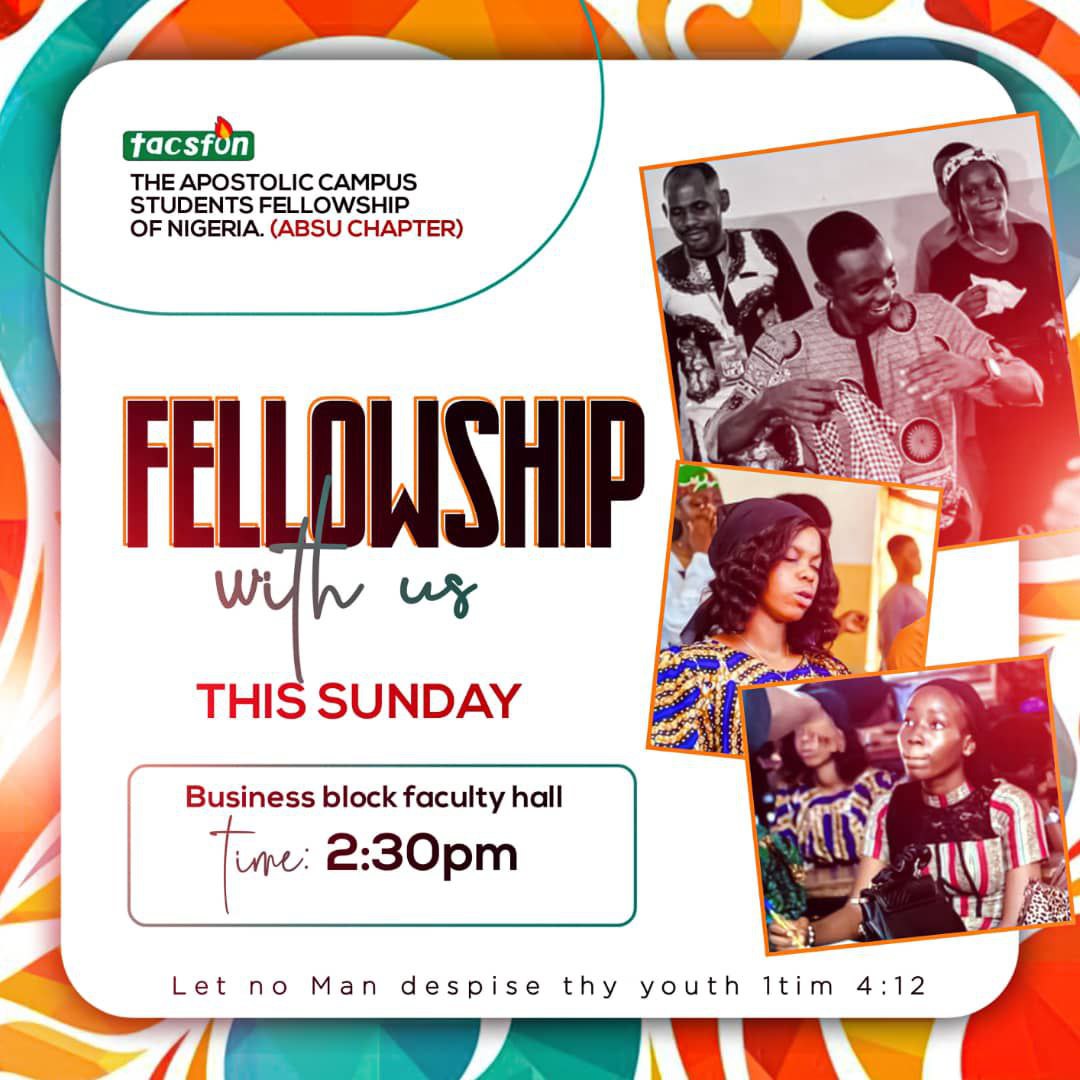 tacsfon
THE APOSTOLIC CAMPUS
STUDENTS FELLOWSHIP
OF NIGERIA. (ABSU CHAPTER)
FELLOWSHIP
with us
THIS SUNDAY
Business block faculty hall
time: 2:30pm
Let no Man despise thy youth 1tim 4:12